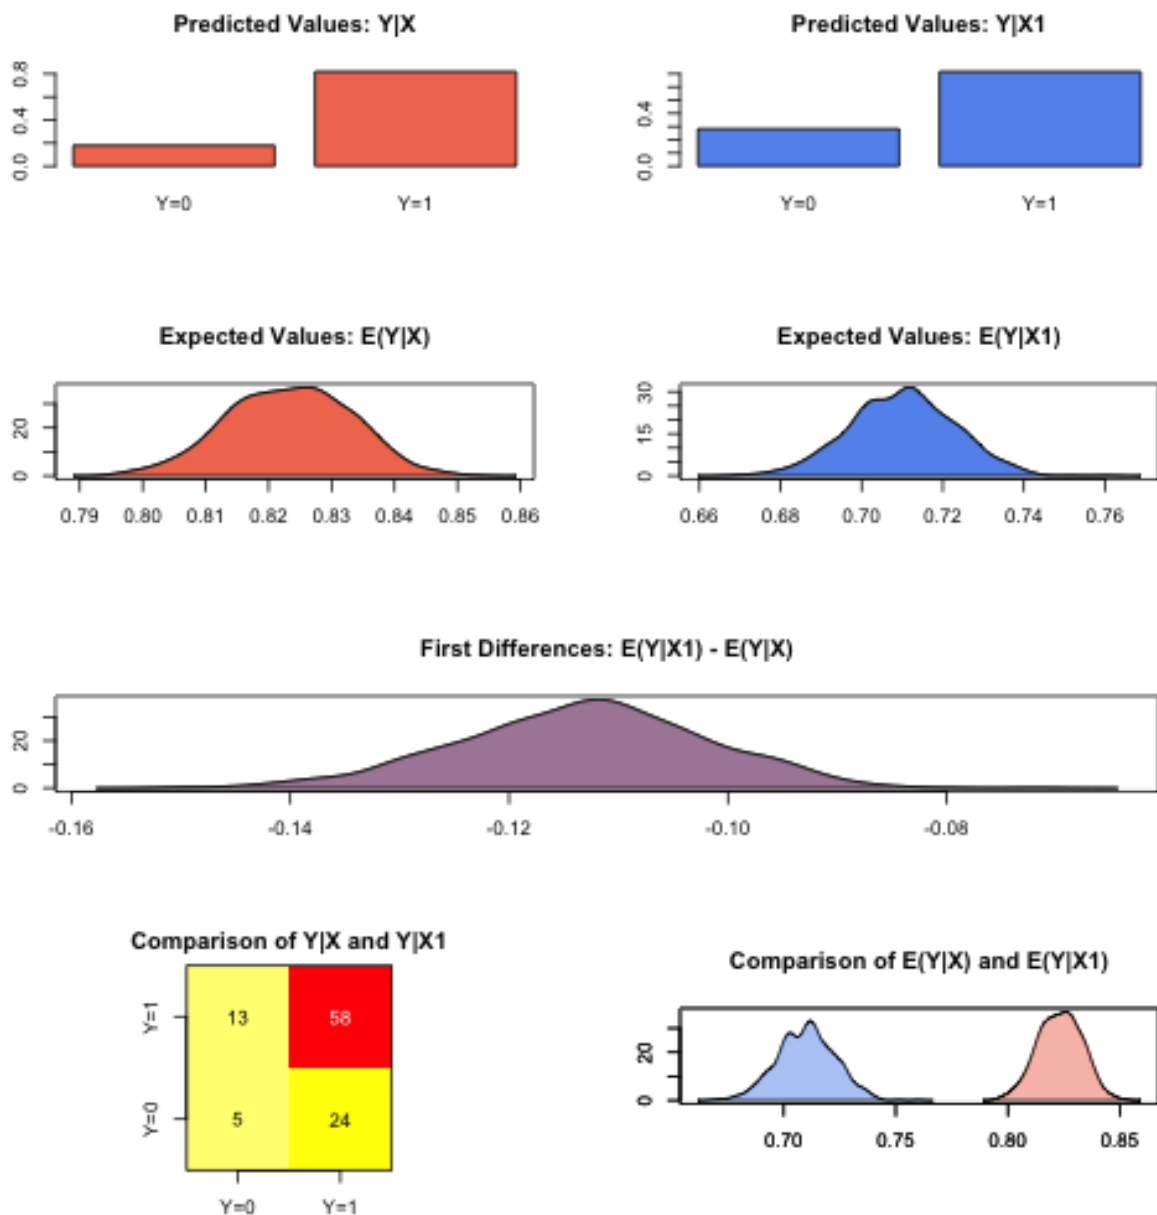 Predicted Values: Y|X
0.0 0.4 0.8
Y=0 Y=1
Predicted Values: Y|X1
0.0 0.4
Y=0 Y=1
Expected Values: E(Y|X)
0 20
0.79 0.80 0.81 0.82 0.83 0.84 0.85 0.86
Expected Values: E(Y|X1)
0 15 30
0.66 0.68 0.70 0.72 0.74 0.76
First Differences: E(Y|X1) - E(Y|X)
0 20
-0.16 -0.14 -0.12 -0.10 -0.08
Comparison of Y|X and Y|X1
Y=1 13 58
Y=0 5 24
Y=0 Y=1
Comparison of E(Y|X) and E(Y|X1)
0 20
0.70 0.75 0.80 0.85